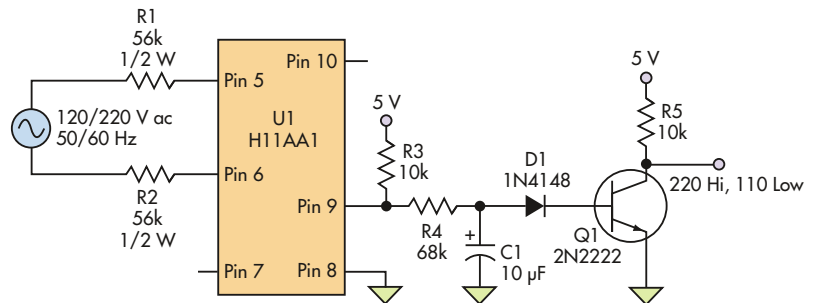 R1
56k
1/2 W
120/220 V ac
50/60 Hz
R2
56k
1/2 W
Pin 5
Pin 6
Pin 7
U1
H11AA1
Pin 10
Pin 9
Pin 8
5 V
R3
10k
R4
68k
+
C1
10 µF
D1
1N4148
Q1
2N2222
5 V
R5
10k
220 Hi, 110 Low